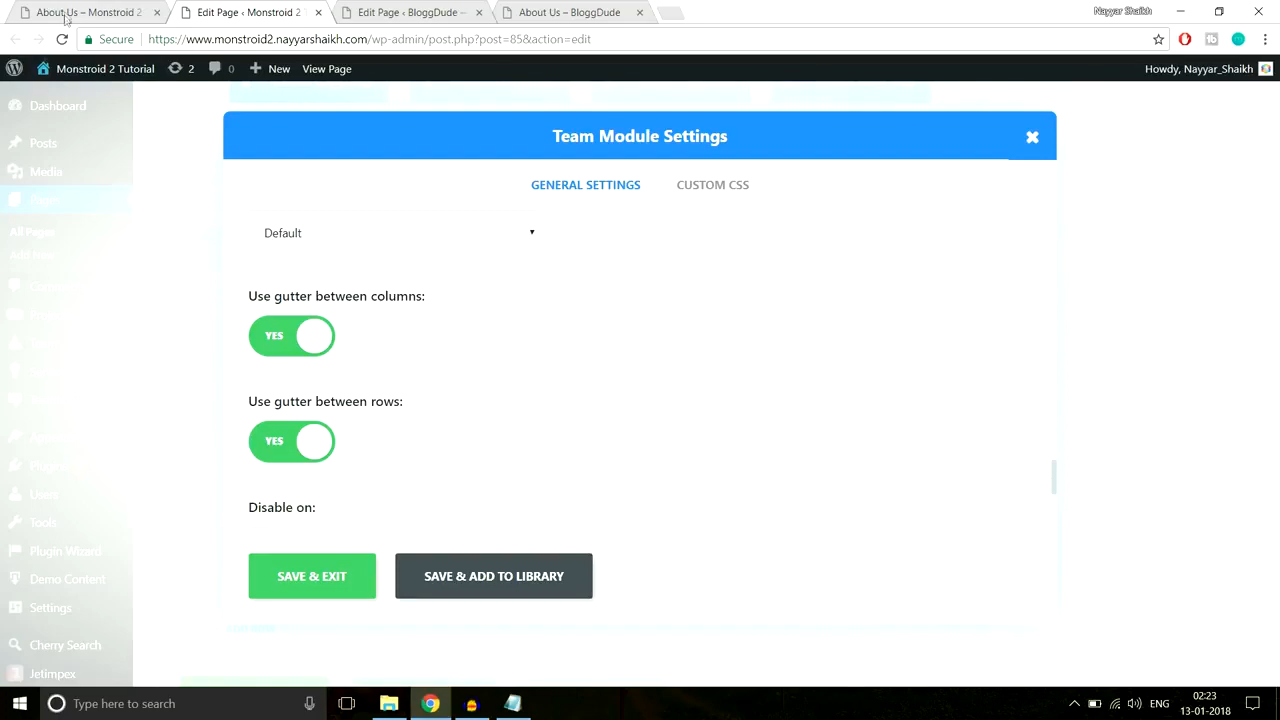 About Us – Monstroid 2
Edit Page ‹ Monstroid 2
Edit Page ‹ BloggDude —
About Us – BloggDude
Nayyar Shaikh
Secure
https://www.monstroid2.nayyarshaikh.com/wp-admin/post.php?post=85&action=edit
Monstroid 2 Tutorial
2
0
New
View Page
Howdy, Nayyar_Shaikh
Dashboard
Posts
Media
Pages
All Pages
Team Module Settings
GENERAL SETTINGS
CUSTOM CSS
Default
Use gutter between columns:
YES
Use gutter between rows:
YES
Disable on:
SAVE & EXIT
SAVE & ADD TO LIBRARY
Users
Tools
Plugin Wizard
Demo Content
Settings
Cherry Search
Jetimpex
Type here to search
ENG
02:23
13-01-2018